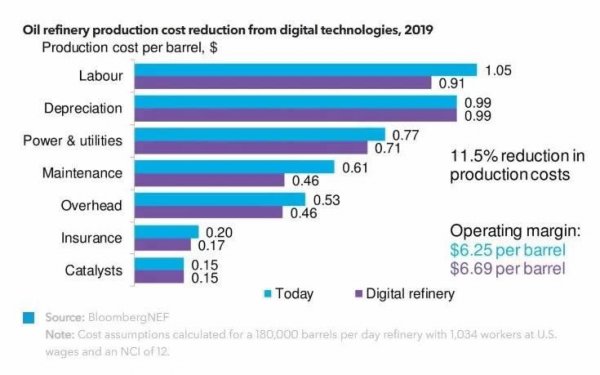 Oil refinery production cost reduction from digital technologies, 2019
Production cost per barrel, $
Labour 1.05
0.91
Depreciation 0.99
0.99
Power & utilities 0.77
0.71
Maintenance 0.61
0.46
Overhead 0.53
0.46
Insurance 0.20
0.17
Catalysts 0.15
0.15
11.5% reduction in
production costs
Operating margin:
$6.25 per barrel
$6.69 per barrel
Today Digital refinery
Source: BloombergNEF
Note: Cost assumptions calculated for a 180,000 barrels per day refinery with 1,034 workers at U.S.
wages and an NCI of 12.